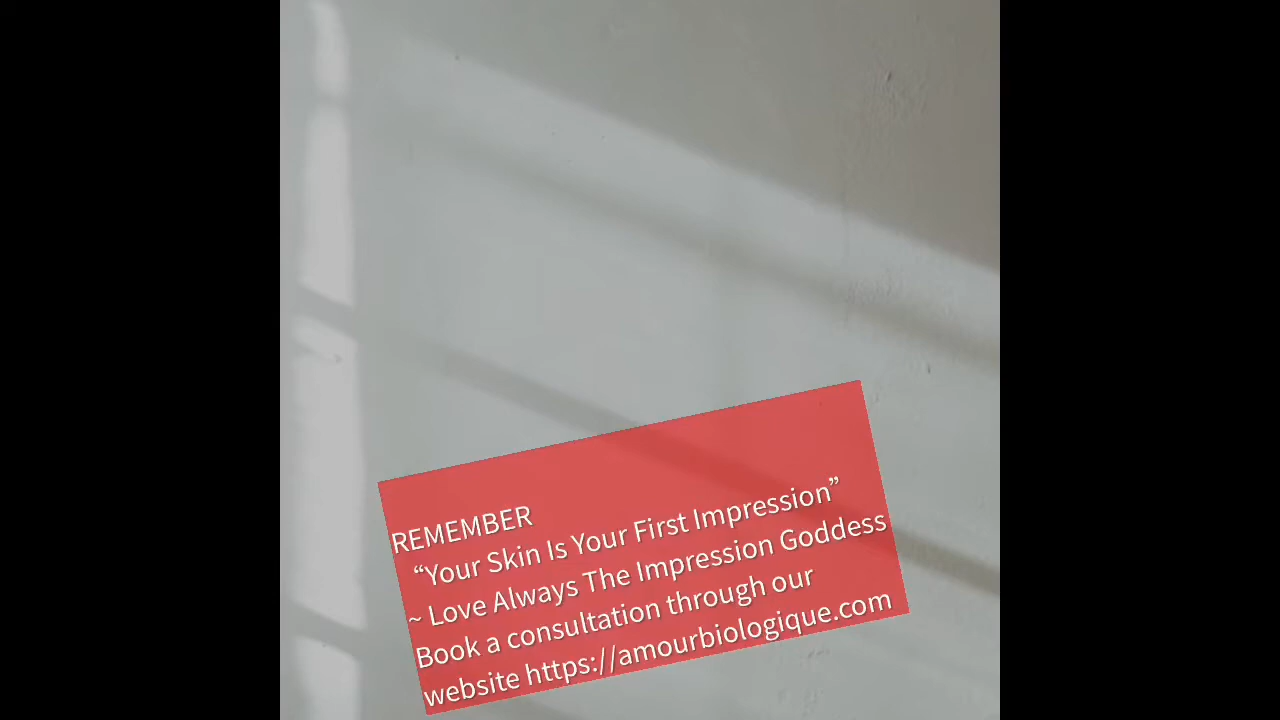 REMEMBER
“Your Skin Is Your First Impression”
~ Love Always The Impression Goddess
Book a consultation through our
website https://amourbiologique.com